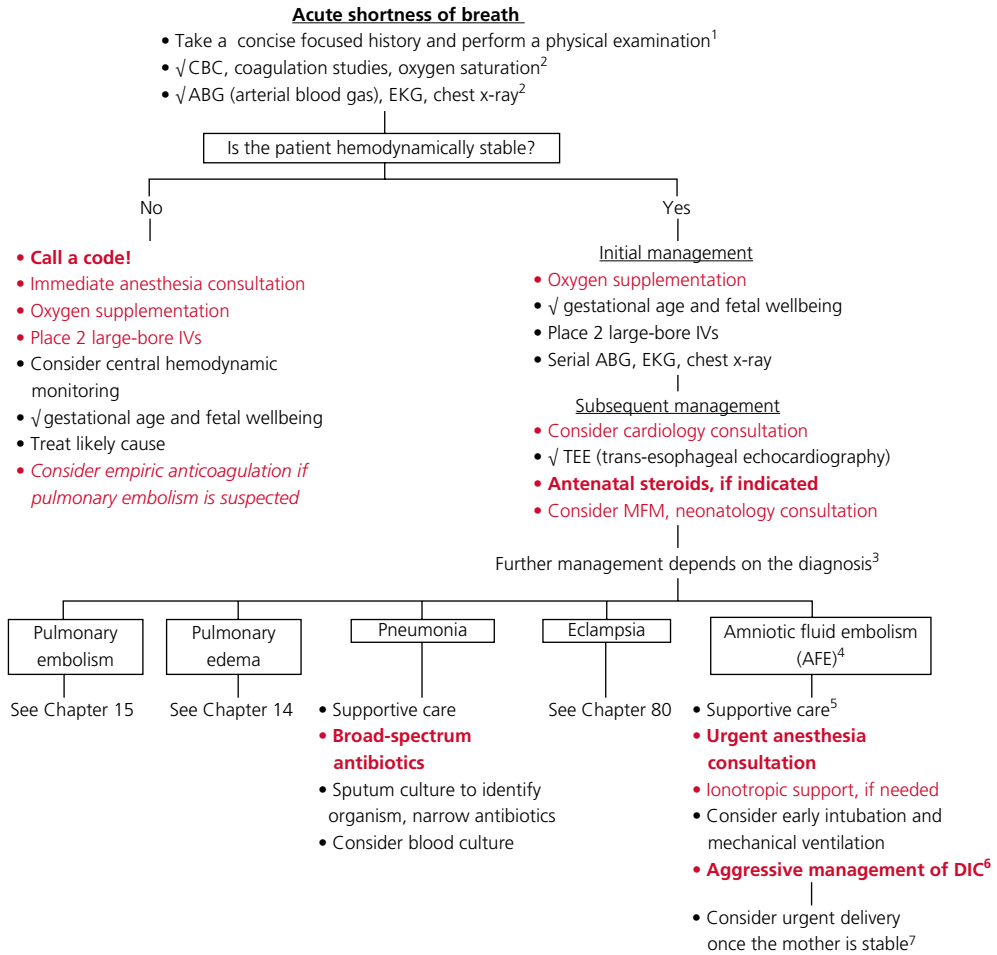 Acute shortness of breath
• Take a concise focused history and perform a physical examination1
• √ CBC, coagulation studies, oxygen saturation2
• √ ABG (arterial blood gas), EKG, chest x-ray2
Is the patient hemodynamically stable?
No
• Call a code!
• Immediate anesthesia consultation
• Oxygen supplementation
• Place 2 large-bore IVs
• Consider central hemodynamic
monitoring
• √ gestational age and fetal wellbeing
• Treat likely cause
• Consider empiric anticoagulation if
pulmonary embolism is suspected
Yes
Initial management
• Oxygen supplementation
• √ gestational age and fetal wellbeing
• Place 2 large-bore IVs
• Serial ABG, EKG, chest x-ray
Subsequent management
• Consider cardiology consultation
• √ TEE (trans-esophageal echocardiography)
• Antenatal steroids, if indicated
• Consider MFM, neonatology consultation
Further management depends on the diagnosis3
Pulmonary
embolism
See Chapter 15
Pulmonary
edema
See Chapter 14
Pneumonia
• Supportive care
• Broad-spectrum
antibiotics
• Sputum culture to identify
organism, narrow antibiotics
• Consider blood culture
Eclampsia
See Chapter 80
Amniotic fluid embolism
(AFE)4
• Supportive care5
• Urgent anesthesia
consultation
• Ionotropic support, if needed
• Consider early intubation and
mechanical ventilation
• Aggressive management of DIC6
• Consider urgent delivery
once the mother is stable7